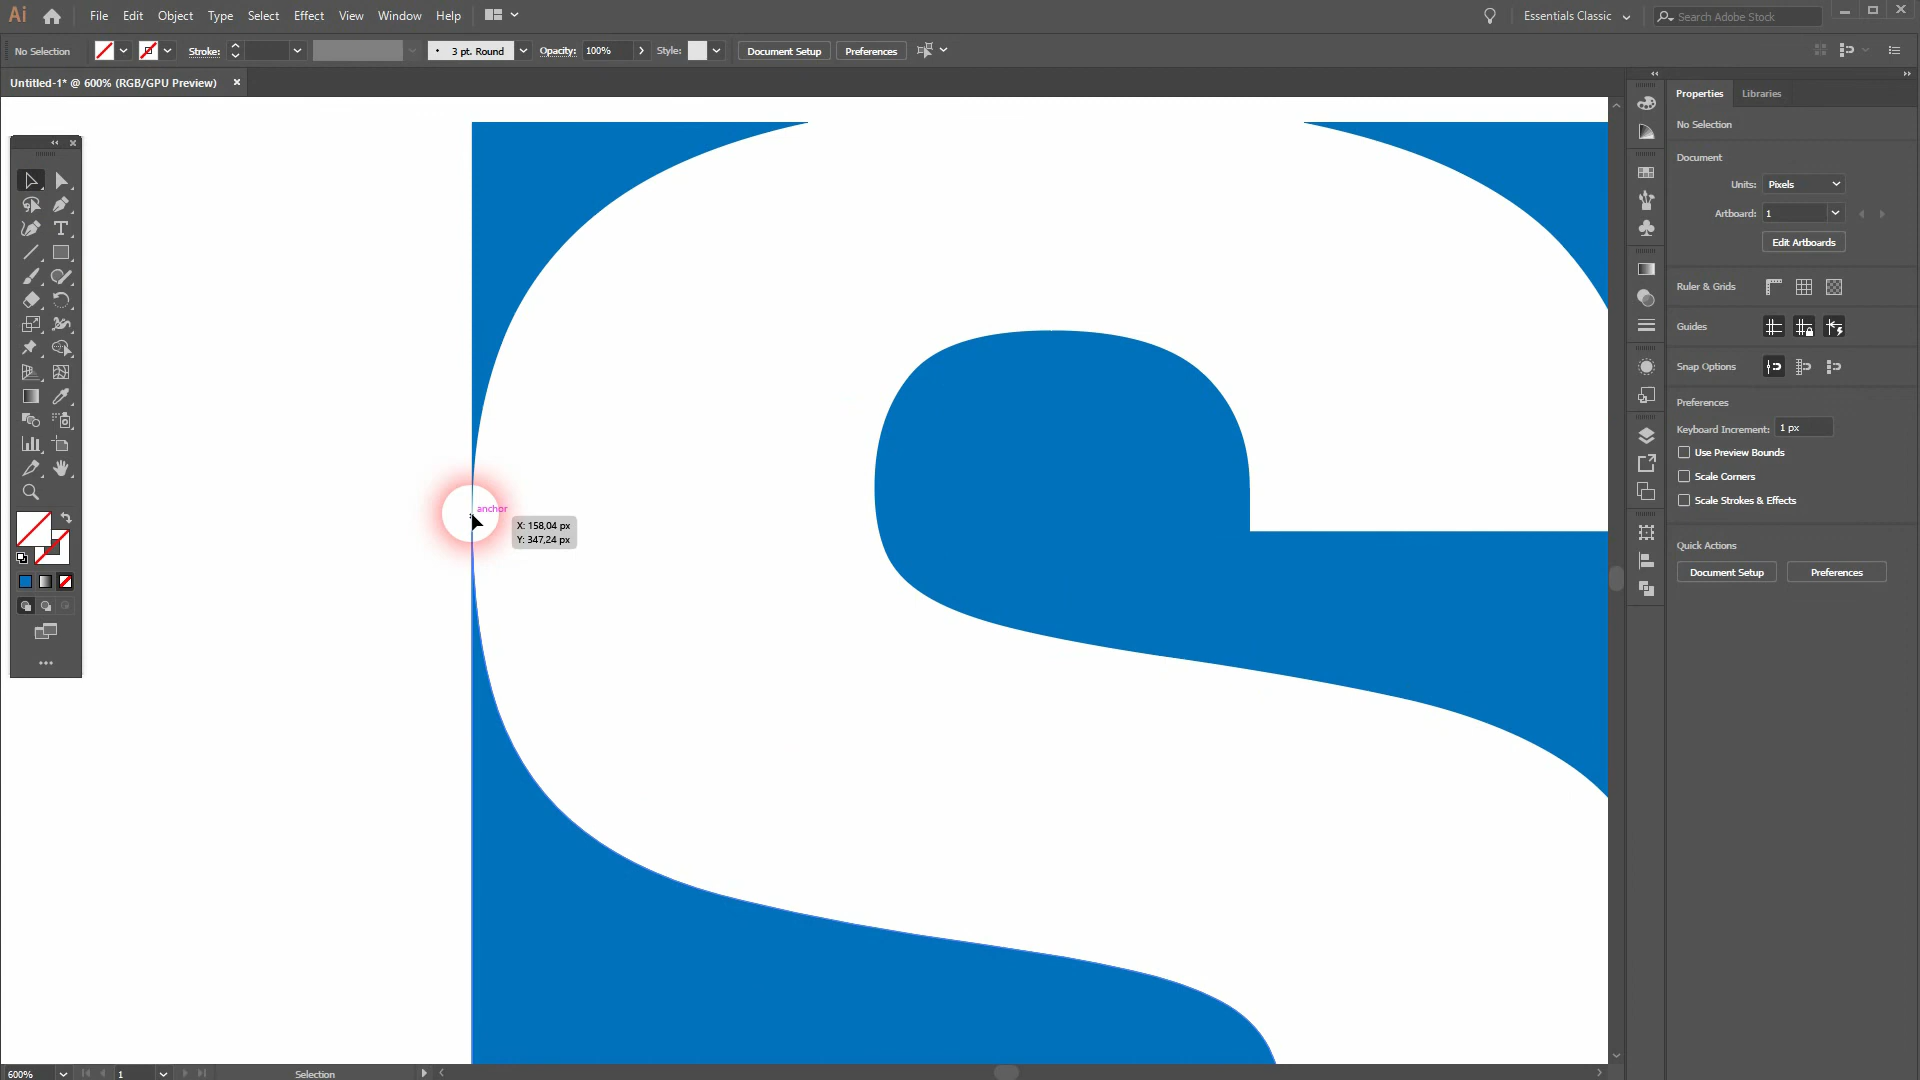 Ai File Edit Object Type Select Effect View Window Help Essentials Classic Search Adobe Stock
No Selection Stroke: 3 pt. Round Opacity: 100% Style: Document Setup Preferences
Untitled-1* @ 600% (RGB/GPU Preview)
Properties Libraries
No Selection
Document
Units: Pixels
Artboard: 1
Edit Artboards
Ruler & Grids
Guides
Snap Options
Preferences
Keyboard Increment: 1 px
Use Preview Bounds
Scale Corners
Scale Strokes & Effects
Quick Actions
Document Setup Preferences
anchor
X: 158,04 px
Y: 347,24 px
600% 1 Selection